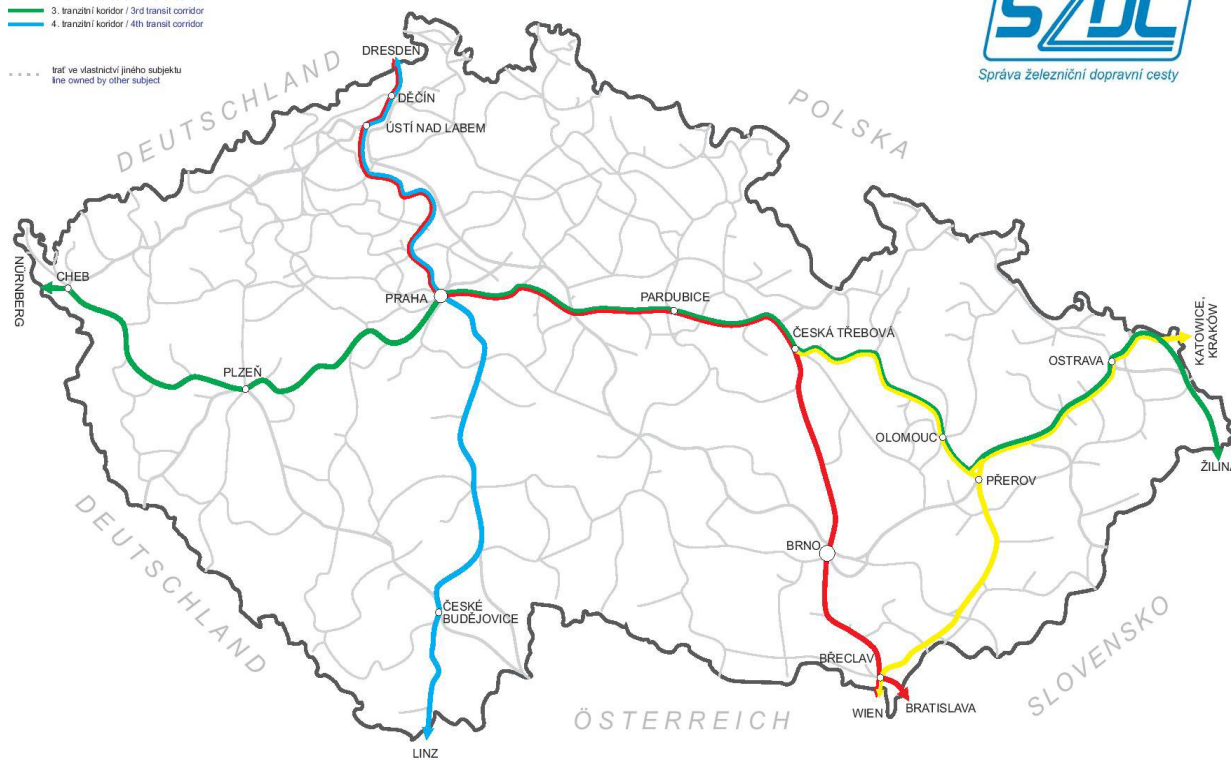 3. tranzitní koridor / 3rd transit corridor
4. tranzitní koridor / 4th transit corridor
trať ve vlastnictví jiného subjektu
line owned by other subject
SŽDC
Správa železniční dopravní cesty
DRESDEN
DEUTSCHLAND
DĚČÍN
ÚSTÍ NAD LABEM
POLSKA
NÜRNBERG
CHEB
PRAHA
PARDUBICE
ČESKÁ TŘEBOVÁ
KATOWICE,
KRAKÓW
OSTRAVA
PLZEŇ
OLOMOUC
ŽILINA
PŘEROV
DEUTSCHLAND
BRNO
ČESKÉ
BUDĚJOVICE
SLOVENSKO
BŘECLAV
WIEN
BRATISLAVA
ÖSTERREICH
LINZ